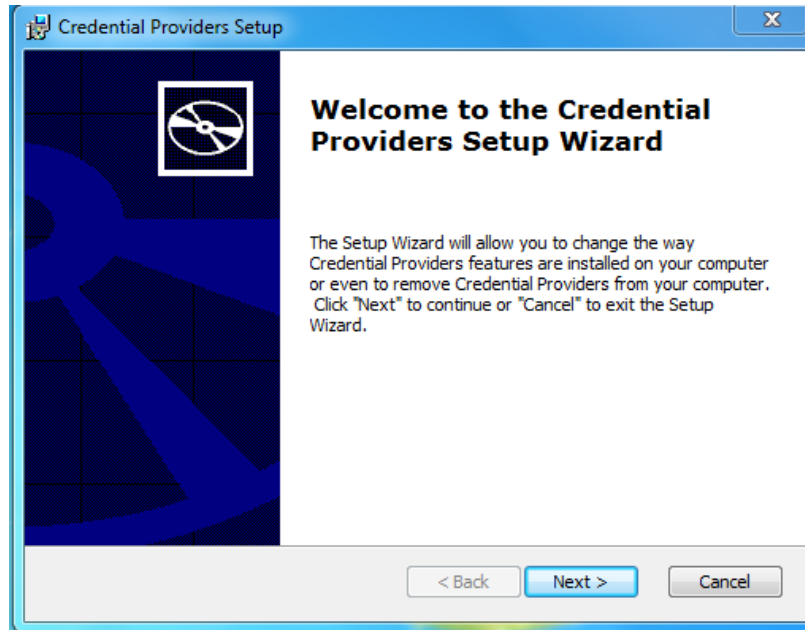 Credential Providers Setup
Welcome to the Credential
Providers Setup Wizard
The Setup Wizard will allow you to change the way
Credential Providers features are installed on your computer
or even to remove Credential Providers from your computer.
Click "Next" to continue or "Cancel" to exit the Setup
Wizard.
< Back
Next >
Cancel